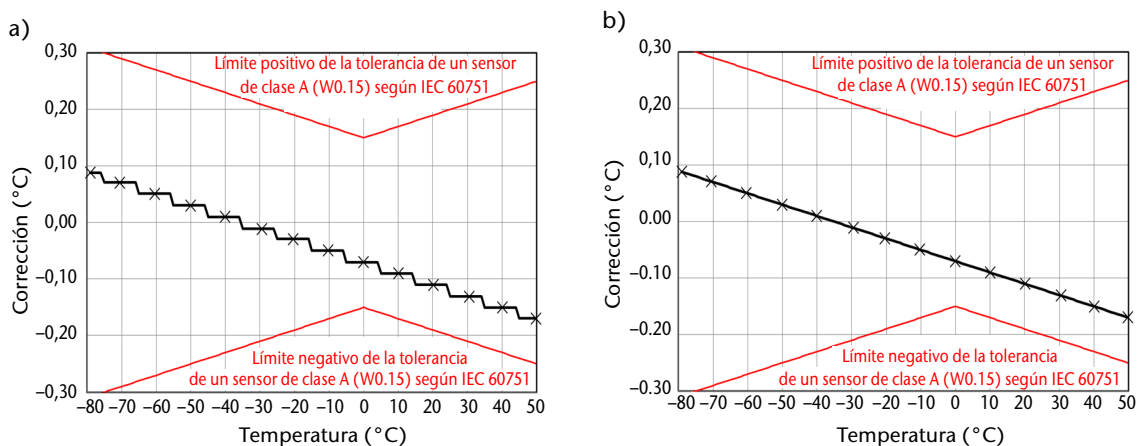 a)
0,30
0,20
0,10
0,00
–0,10
–0,20
–0,30
Corrección (°C)
Límite positivo de la tolerancia de un sensor
de clase A (W0.15) según IEC 60751
Límite negativo de la tolerancia
de un sensor de clase A (W0.15) según IEC 60751
–80 –70 –60 –50 –40 –30 –20 –10 0 10 20 30 40 50
Temperatura (°C)
b)
0,30
0,20
0,10
0,00
–0,10
–0.20
–0.30
Corrección (°C)
Límite positivo de la tolerancia de un sensor
de clase A (W0.15) según IEC 60751
Límite negativo de la tolerancia
de un sensor de clase A (W0.15) según IEC 60751
–80 –70 –60 –50 –40 –30 –20 –10 0 10 20 30 40 50
Temperatura (°C)